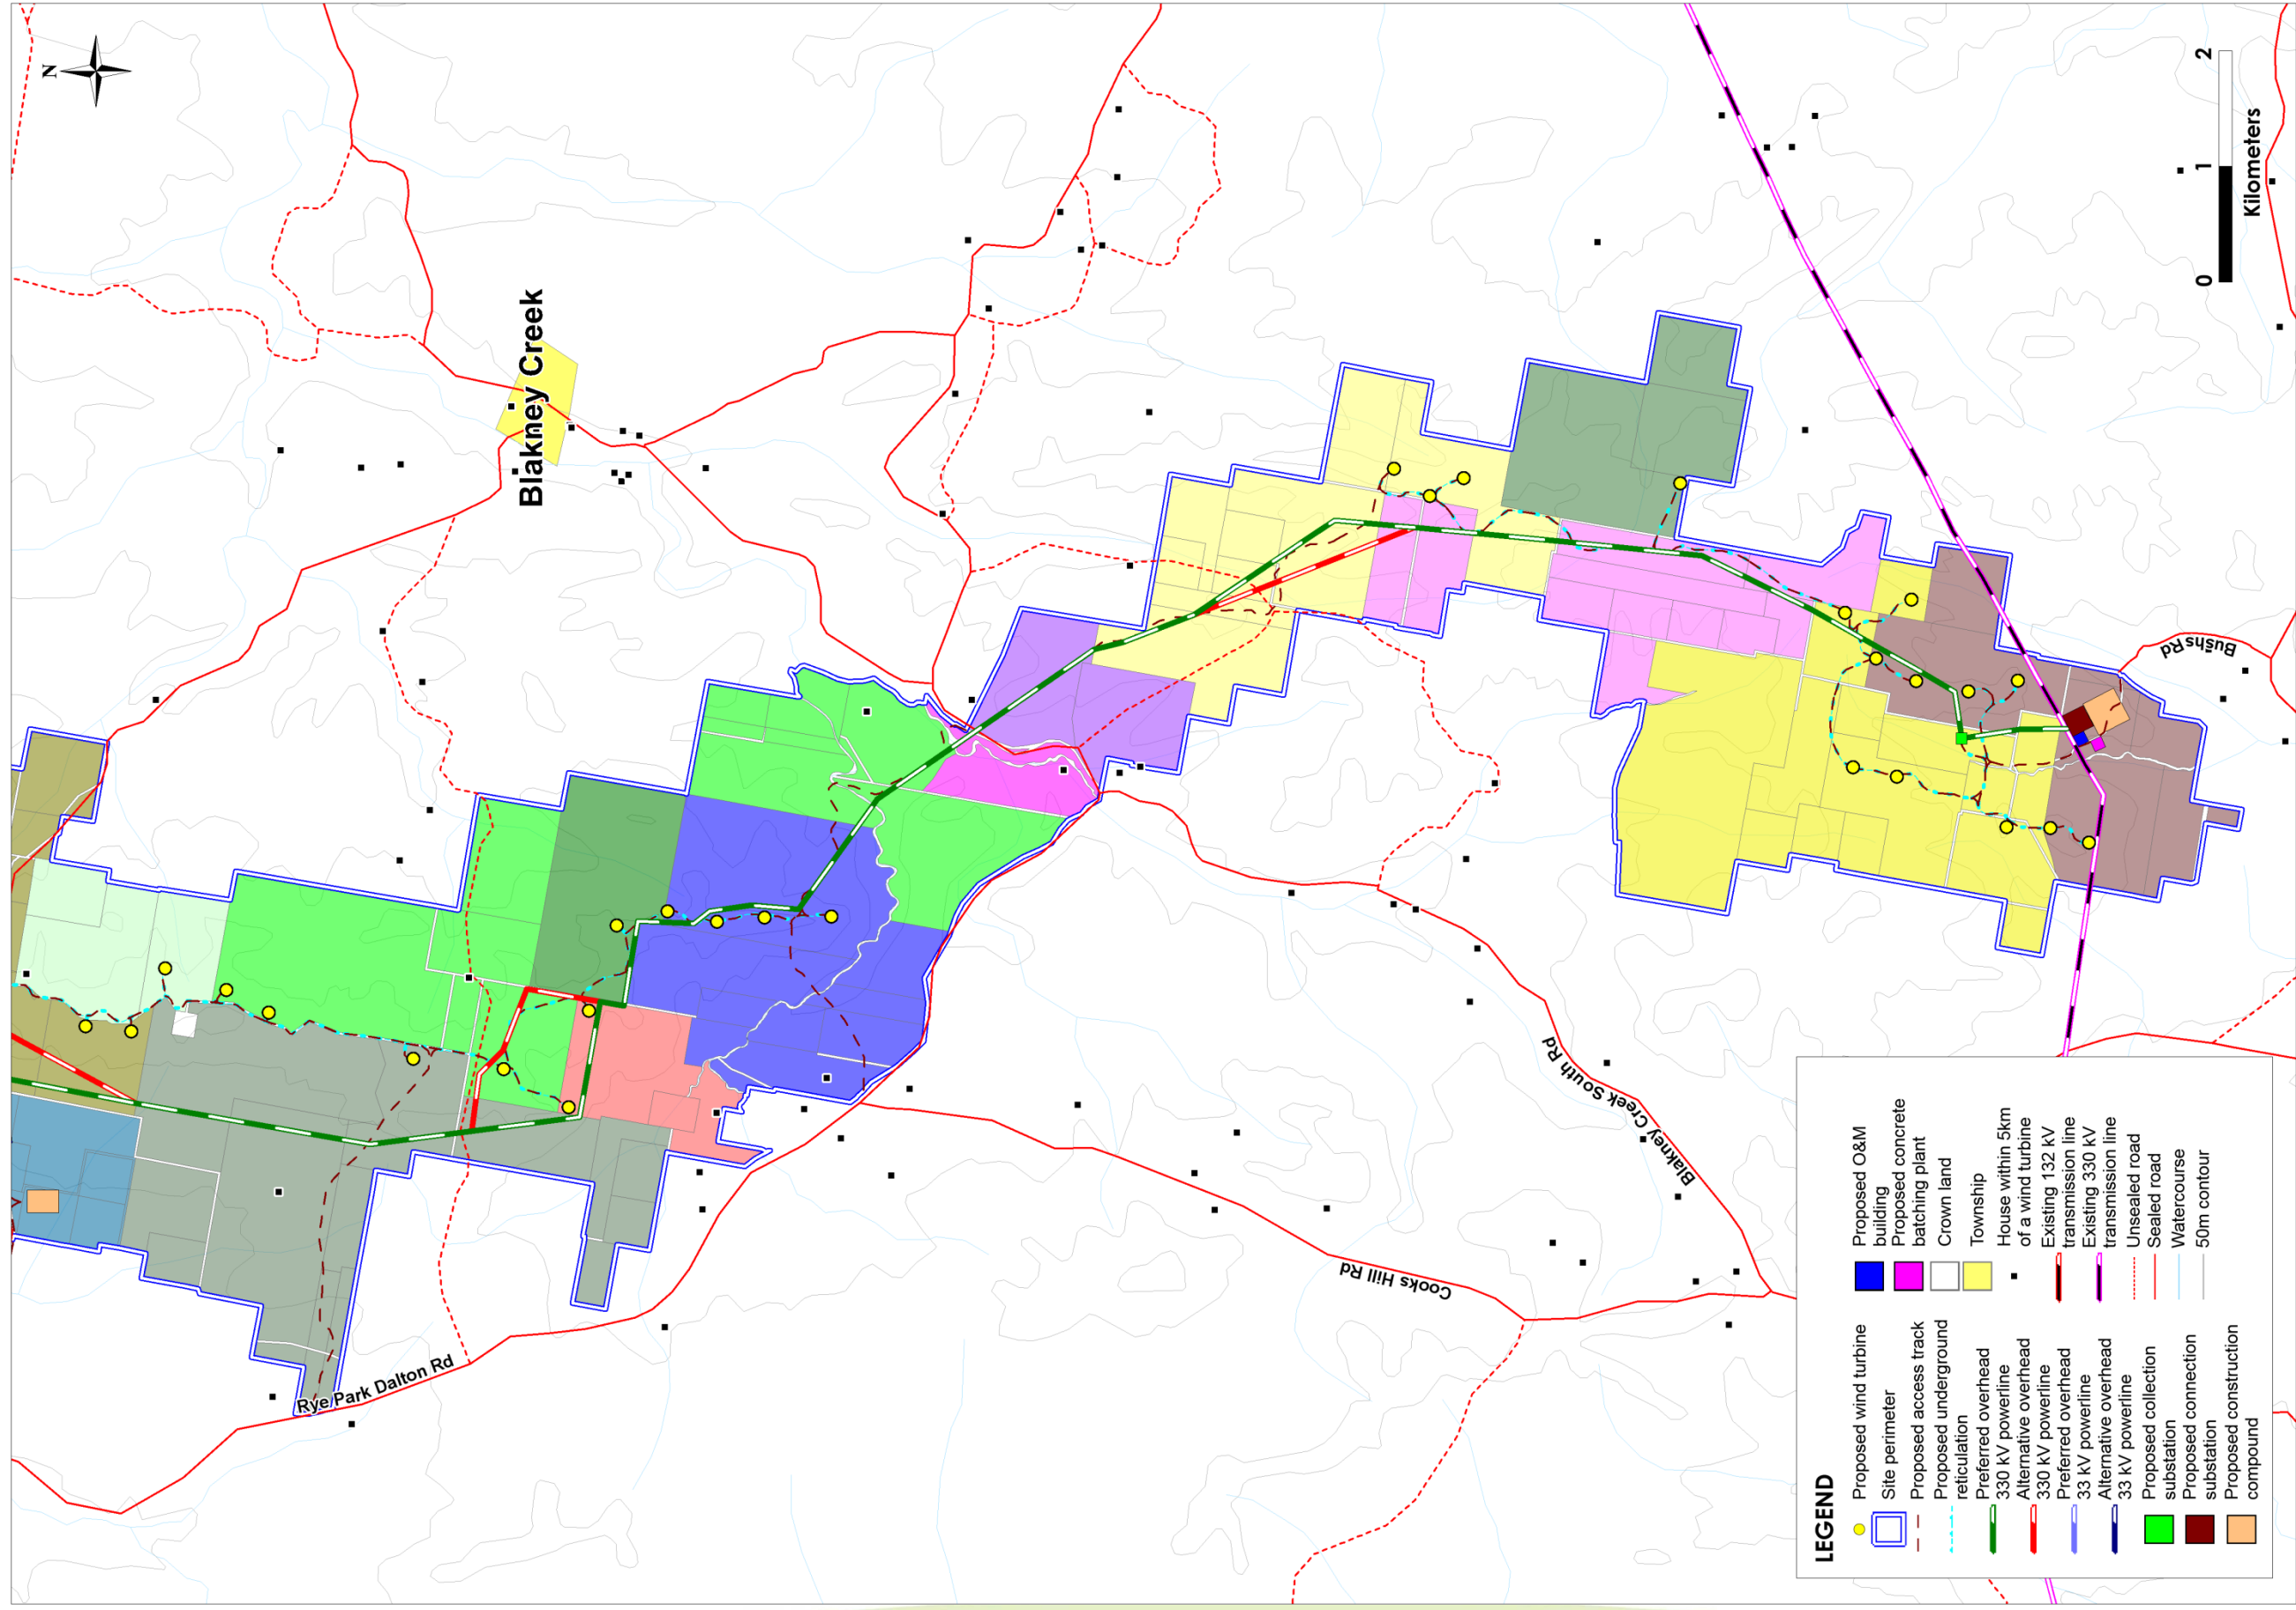 N
Blakney Creek
Rye Park Dalton Rd
Cooks Hill Rd
Blakney Creek South Rd
Bushs Rd
0 1 2
Kilometers
LEGEND
Proposed wind turbine
Site perimeter
Proposed access track
Proposed underground
reticulation
Preferred overhead
330 kV powerline
Alternative overhead
330 kV powerline
Preferred overhead
33 kV powerline
Alternative overhead
33 kV powerline
Proposed collection
substation
Proposed connection
substation
Proposed construction
compound
Proposed O&M
building
Proposed concrete
batching plant
Crown land
Township
House within 5km
of a wind turbine
Existing 132 kV
transmission line
Existing 330 kV
transmission line
Unsealed road
Sealed road
Watercourse
50m contour